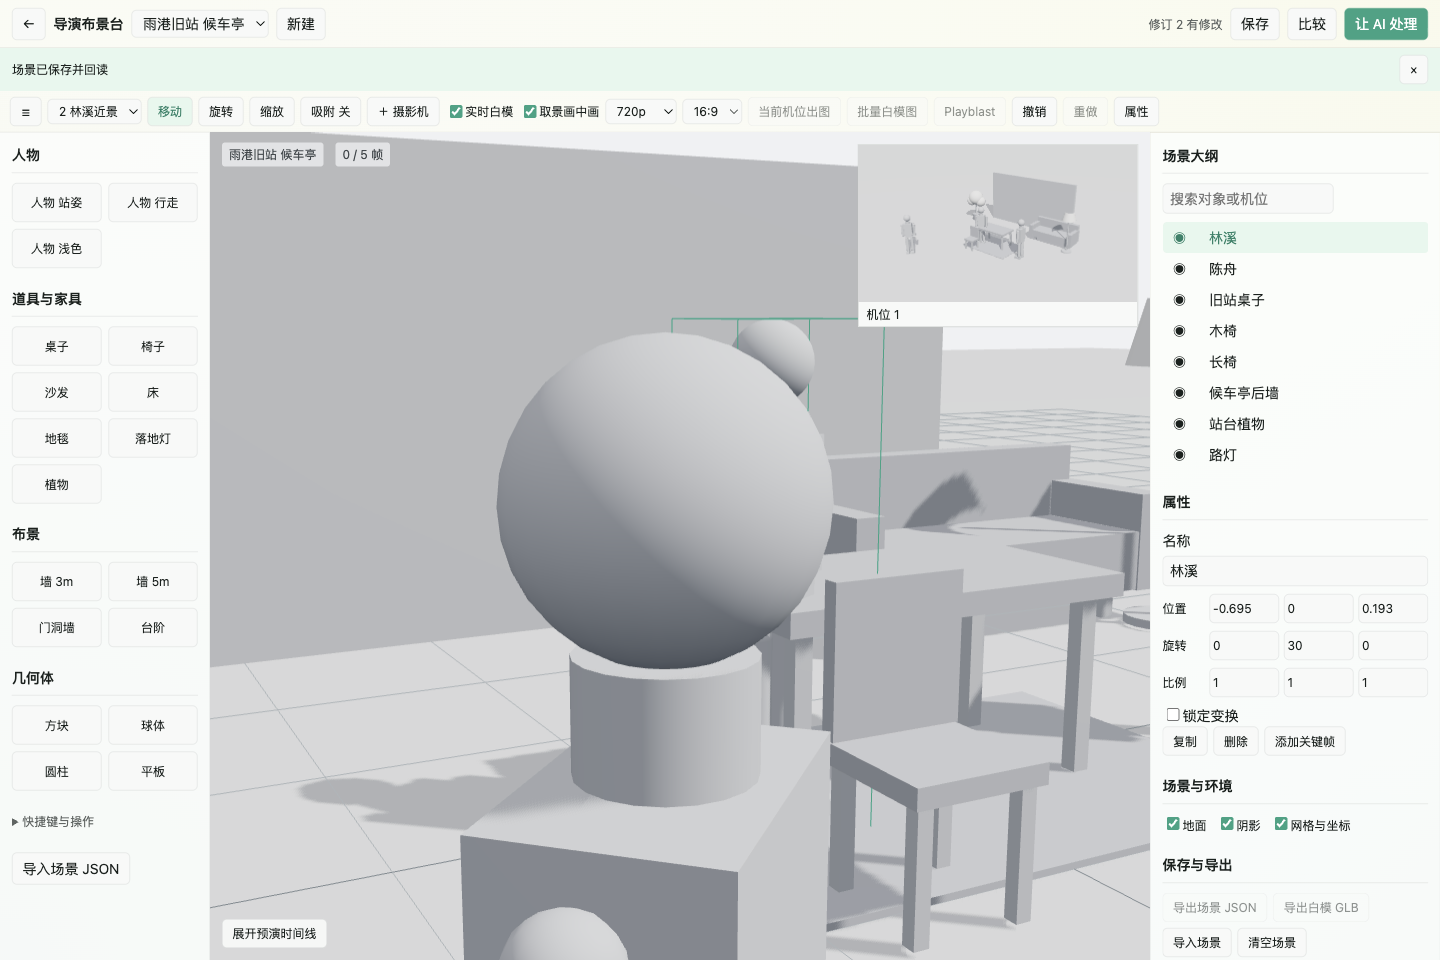 ← 导演布景台 雨港旧站 候车亭 新建 修订 2 有修改 保存 比较 让 AI 处理
场景已保存并回读 ×
≡ 2 林溪近景 移动 旋转 缩放 吸附 关 + 摄影机 实时白模 取景画中画 720p 16:9 当前机位出图 批量白模图 Playblast 撤销 重做 属性
人物
人物 站姿 人物 行走
人物 浅色
道具与家具
桌子 椅子
沙发 床
地毯 落地灯
植物
布景
墙 3m 墙 5m
门洞墙 台阶
几何体
方块 球体
圆柱 平板
快捷键与操作
导入场景 JSON
雨港旧站 候车亭 0 / 5 帧
机位 1
展开预演时间线
场景大纲
搜索对象或机位
林溪
陈舟
旧站桌子
木椅
长椅
候车亭后墙
站台植物
路灯
属性
名称
林溪
位置 -0.695 0 0.193
旋转 0 30 0
比例 1 1 1
锁定变换
复制 删除 添加关键帧
场景与环境
地面 阴影 网格与坐标
保存与导出
导出场景 JSON 导出白模 GLB
导入场景 清空场景